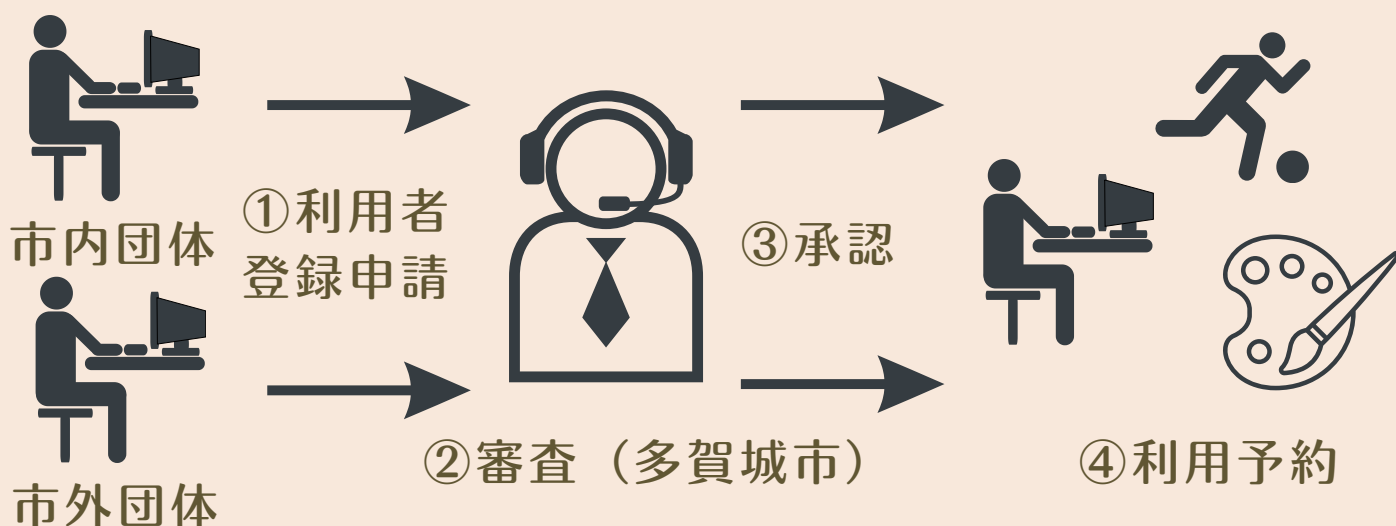 市内団体
①利用者
登録申請
市外団体
②審査（多賀城市）
③承認
④利用予約